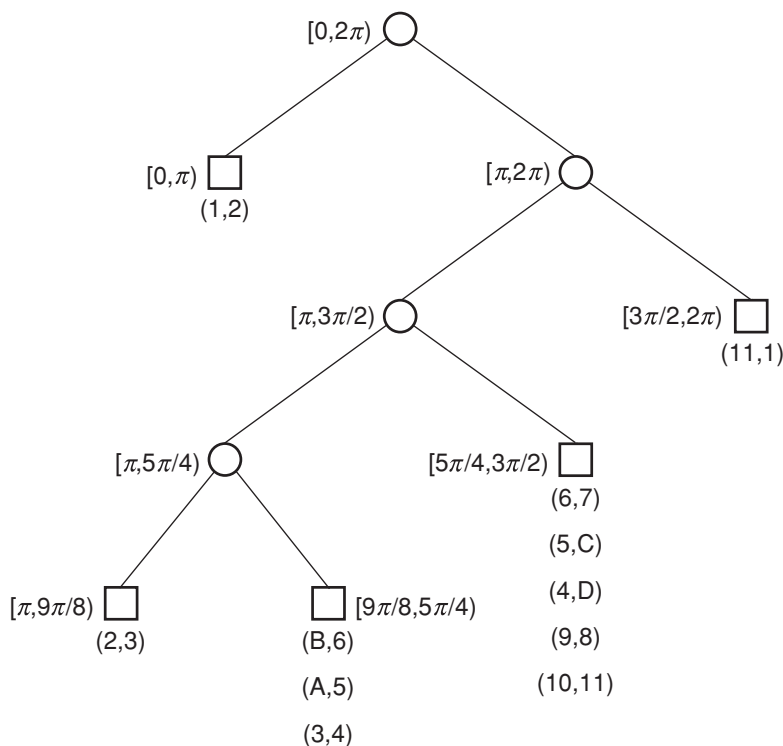 [0,2π)
[0,π)
(1,2)
[π,2π)
[π,3π/2)
[3π/2,2π)
(11,1)
[π,5π/4)
[5π/4,3π/2)
(6,7)
(5,C)
(4,D)
(9,8)
(10,11)
[π,9π/8)
(2,3)
[9π/8,5π/4)
(B,6)
(A,5)
(3,4)